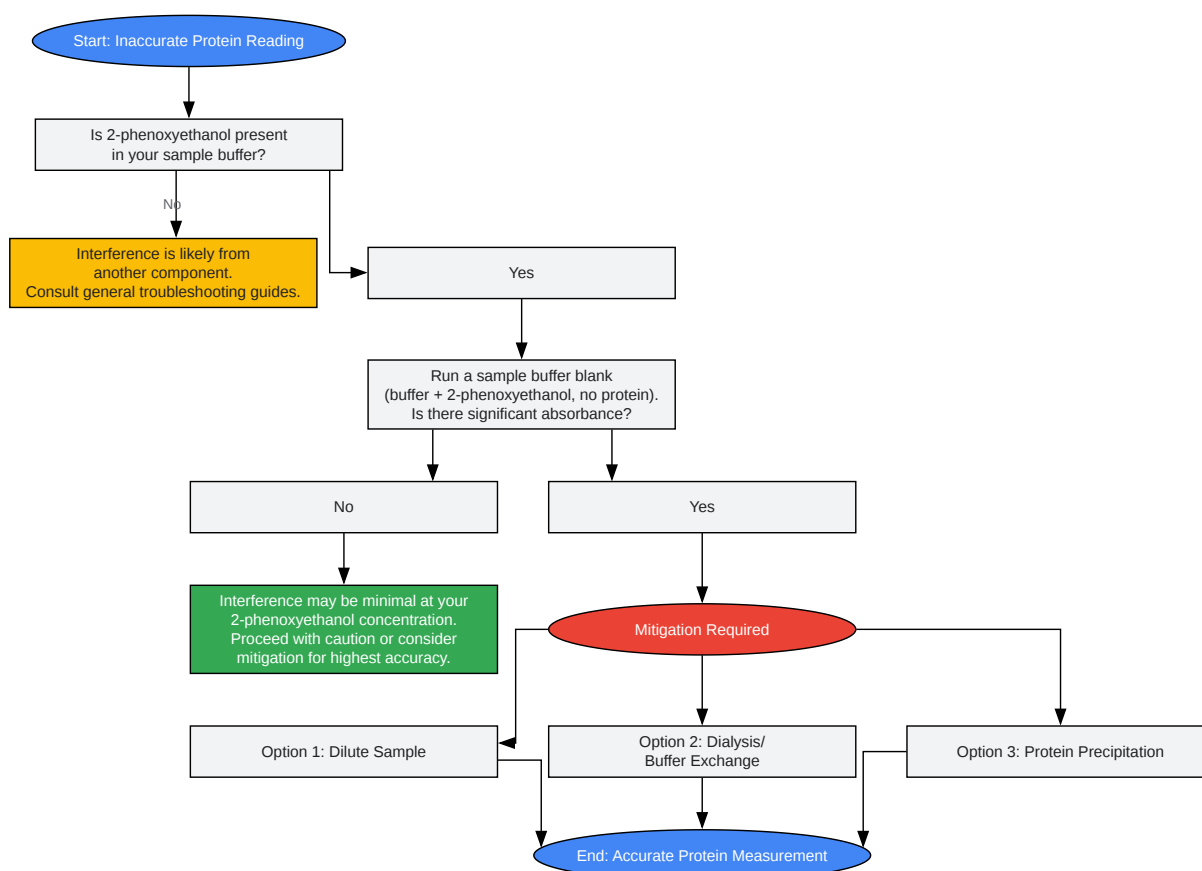 Start: Inaccurate Protein Reading
Is 2-phenoxyethanol present
in your sample buffer?
No
Interference is likely from
another component.
Consult general troubleshooting guides.
Yes
Run a sample buffer blank
(buffer + 2-phenoxyethanol, no protein).
Is there significant absorbance?
No
Yes
Interference may be minimal at your
2-phenoxyethanol concentration.
Proceed with caution or consider
mitigation for highest accuracy.
Mitigation Required
Option 1: Dilute Sample
Option 2: Dialysis/
Buffer Exchange
Option 3: Protein Precipitation
End: Accurate Protein Measurement